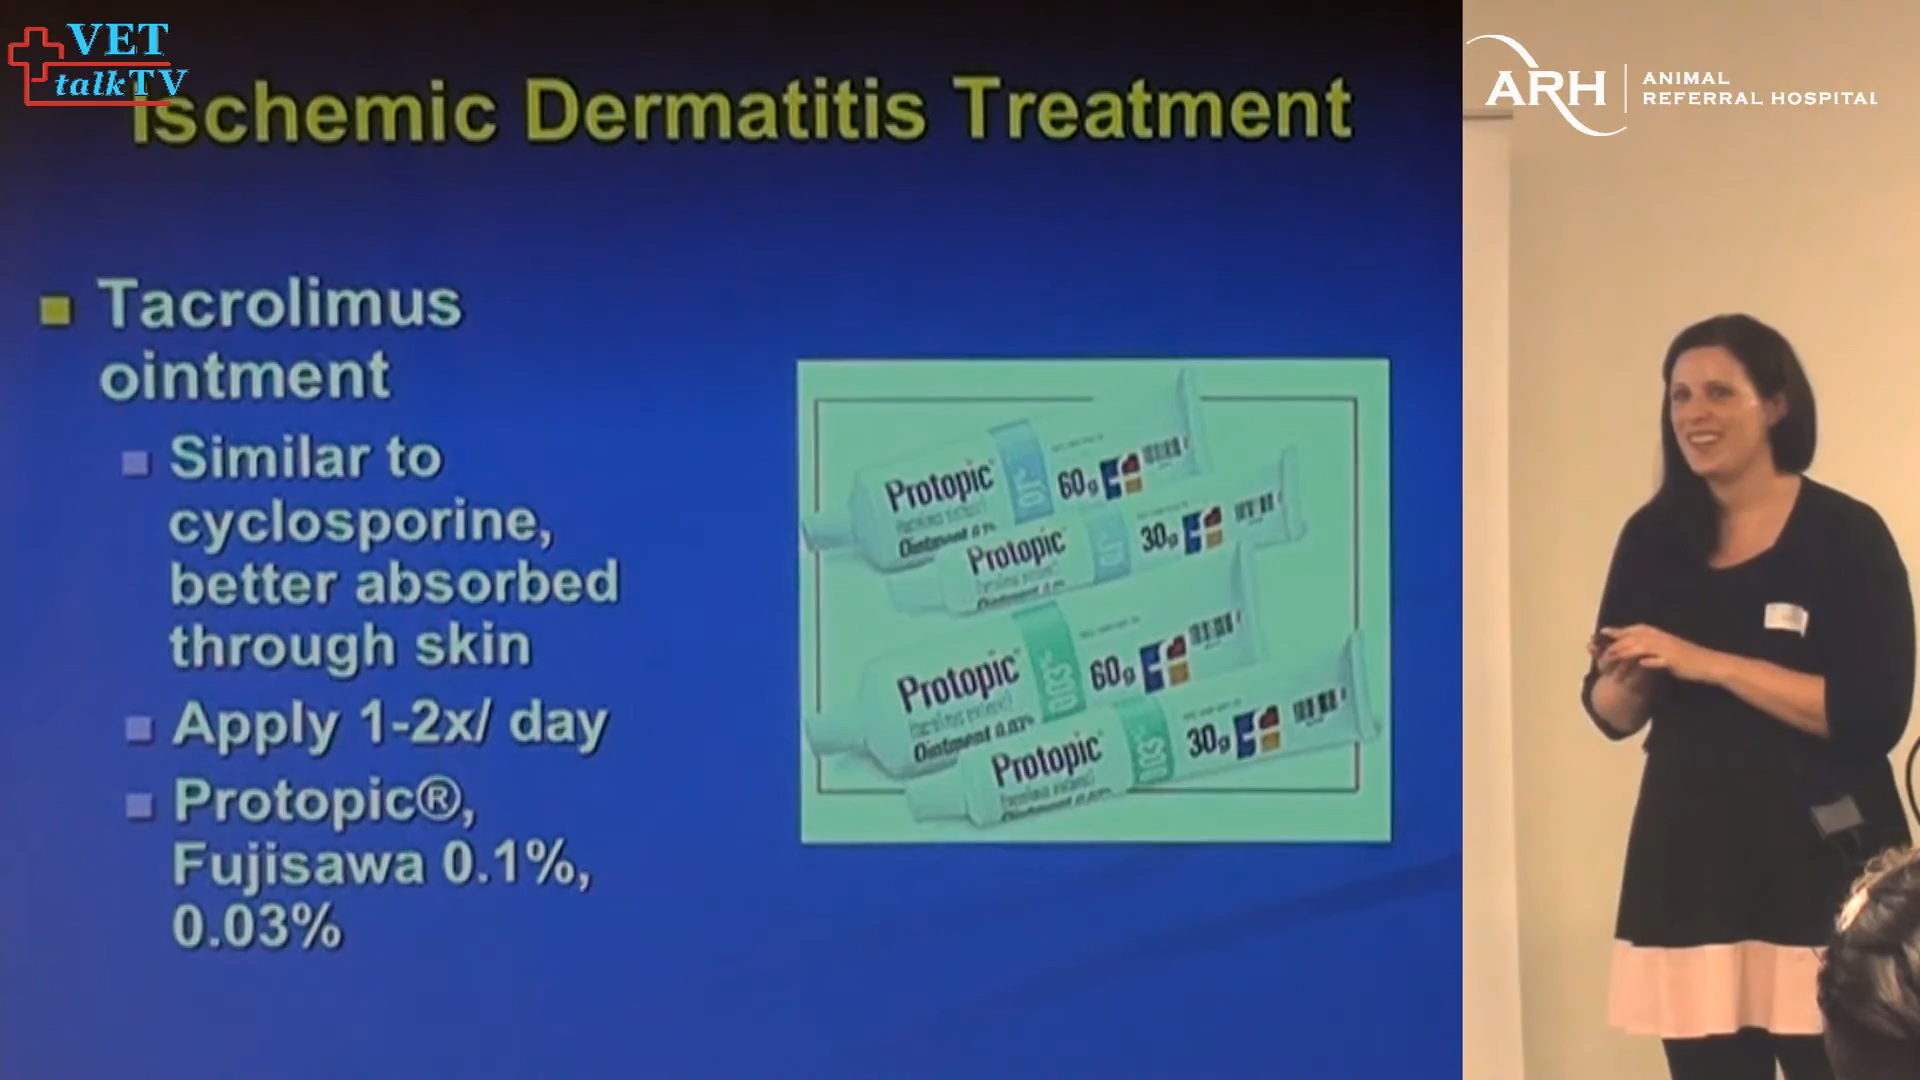 VET
talkTV
Ischemic Dermatitis Treatment
ARH
ANIMAL
REFERRAL HOSPITAL
Tacrolimus
ointment
Similar to
cyclosporine,
better absorbed
through skin
Apply 1-2x/ day
Protopic®,
Fujisawa 0.1%,
0.03%
Protopic
60g
Protopic
30g
Protopic
60g
Protopic
30g